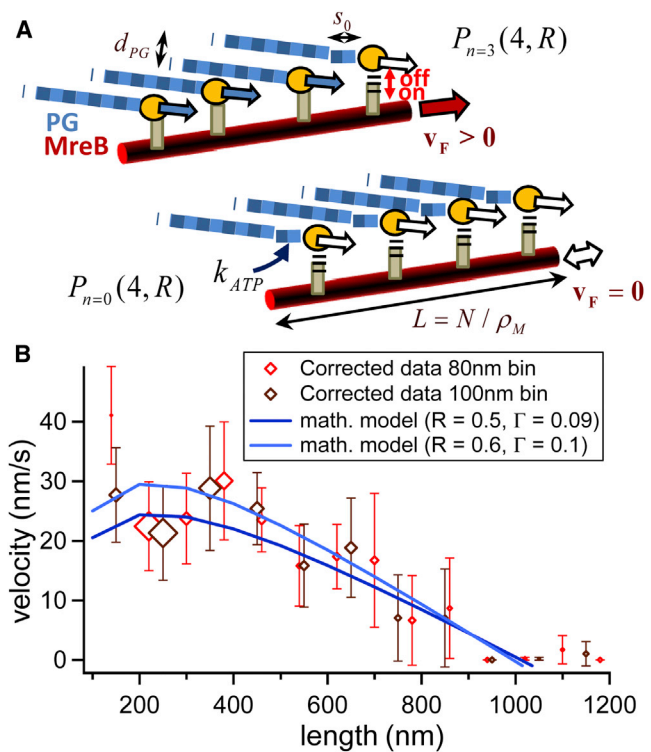 A
d_PG
s_0
P_{n=3}(4, R)
off
on
PG
MreB
v_F > 0
P_{n=0}(4, R)
k_ATP
v_F = 0
L = N / ρ_M
B
Corrected data 80nm bin
Corrected data 100nm bin
math. model (R = 0.5, Γ = 0.09)
math. model (R = 0.6, Γ = 0.1)
velocity (nm/s)
40
30
20
10
0
200
400
600
800
1000
1200
length (nm)